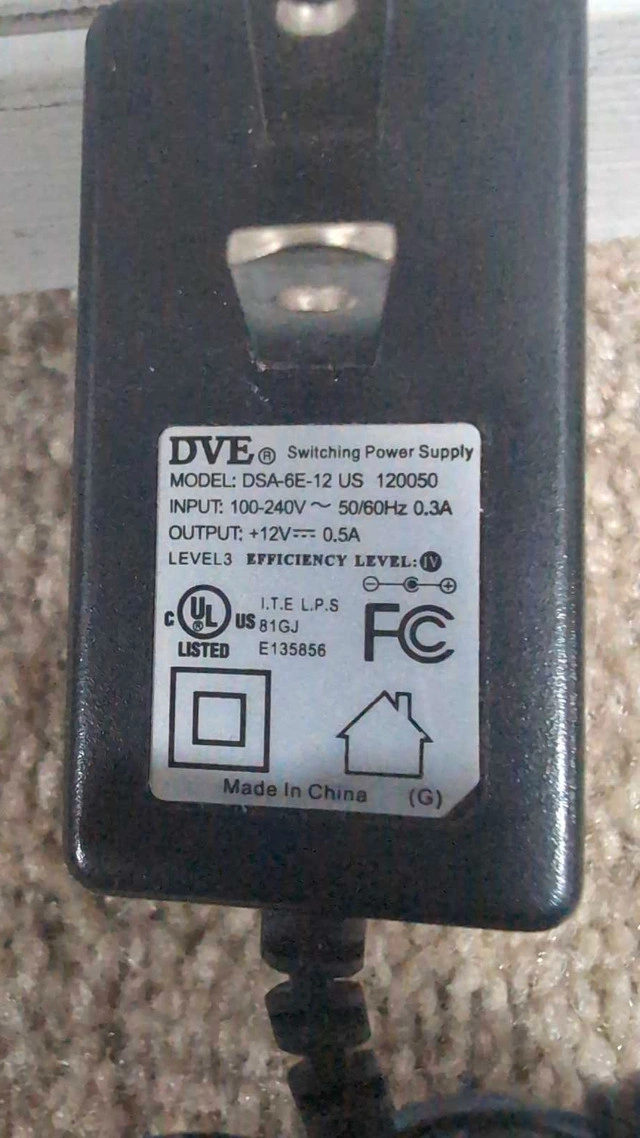 DVE® Switching Power Supply
MODEL: DSA-6E-12 US 120050
INPUT: 100-240V ~ 50/60Hz 0.3A
OUTPUT: +12V⎓ 0.5A
LEVEL3 EFFICIENCY LEVEL: IV
C UL® US LISTED
I.T.E L.P.S
81GJ
E135856
FC
Made In China (G)